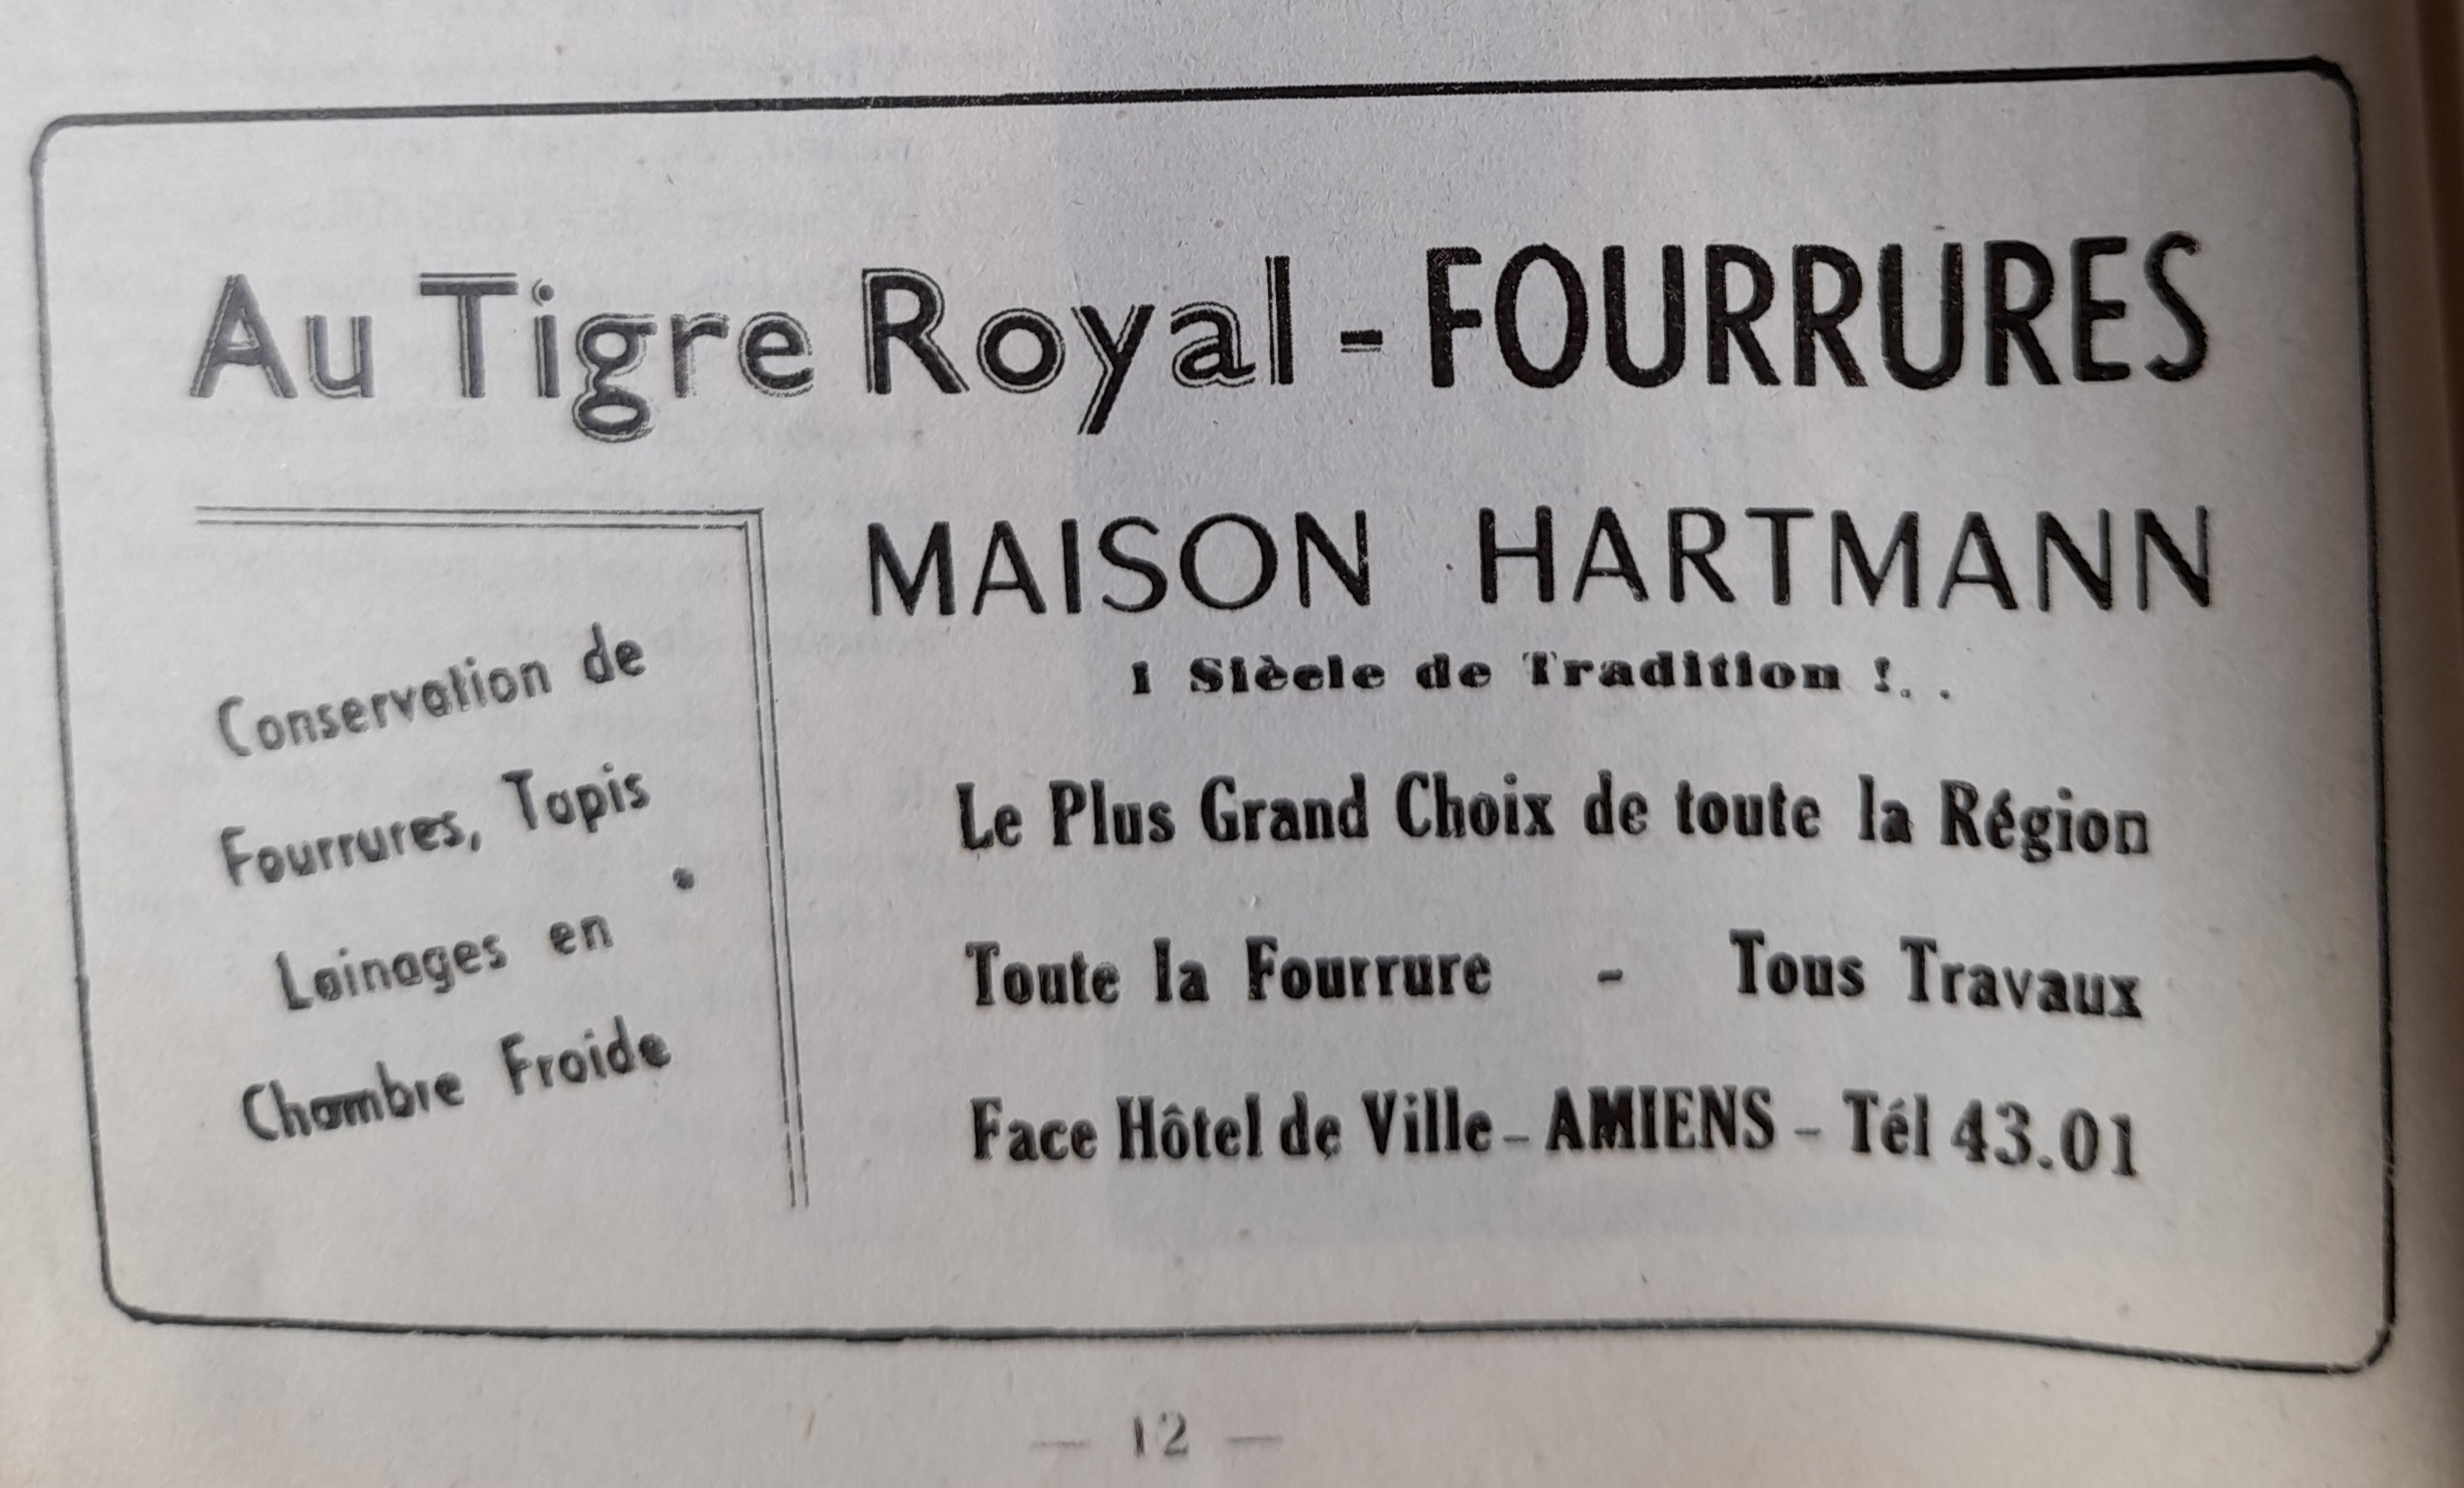 Au Tigre Royal - FOURRURES
Conservation de
Fourrures, Tapis
Lainages en
Chambre Froide
MAISON HARTMANN
1 Siècle de Tradition !. .
Le Plus Grand Choix de toute la Région
Toute la Fourrure - Tous Travaux
Face Hôtel de Ville - AMIENS - Tél 43.01
— 12 —